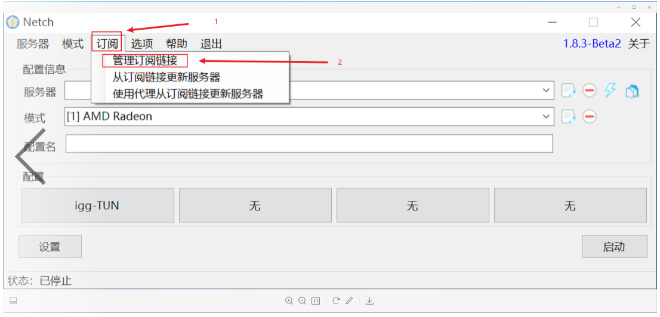 Netch
服务器 模式 订阅 选项 帮助 退出 1.8.3-Beta2 关于
1
管理订阅链接
2
从订阅链接更新服务器
使用代理从订阅链接更新服务器
配置信息
服务器
模式 [1] AMD Radeon
配置名
配置
igg-TUN 无 无 无
设置 启动
状态: 已停止